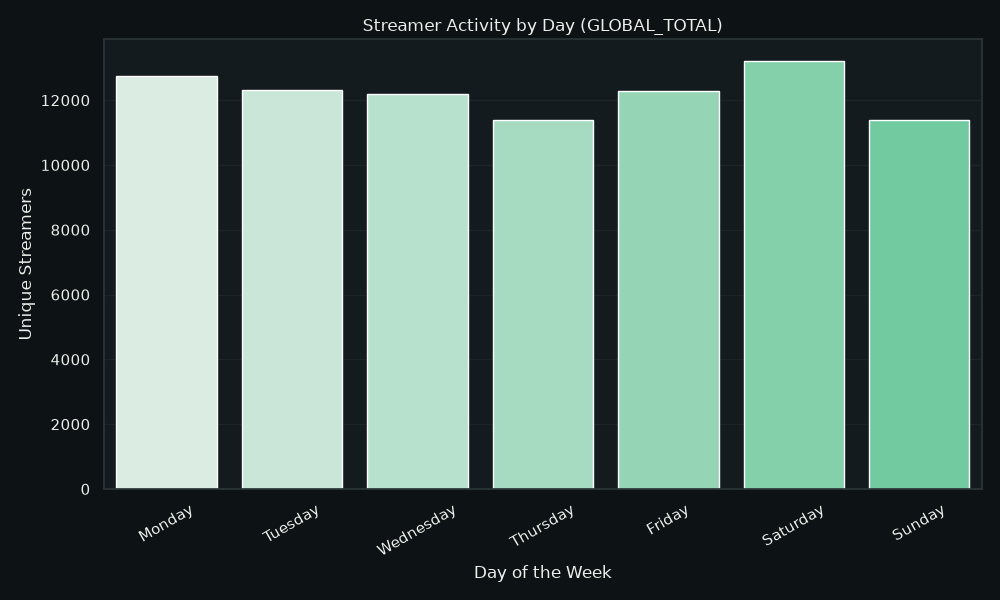 Streamer Activity by Day (GLOBAL_TOTAL)
Unique Streamers
12000
10000
8000
6000
4000
2000
0
Monday
Tuesday
Wednesday
Thursday
Friday
Saturday
Sunday
Day of the Week